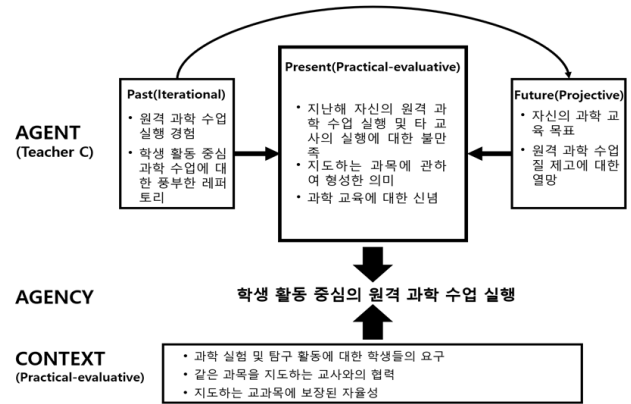 Present(Practical-evaluative)
• 지난해 자신의 원격 과
학 수업 실행 및 타 교
사의 실행에 대한 불만
족
• 지도하는 과목에 관하
여 형성한 의미
• 과학 교육에 대한 신념
Past(Iterational)
• 원격 과학 수업
실행 경험
• 학생 활동 중심
과학 수업에 대
한 풍부한 레퍼
토리
Future(Projective)
• 자신의 과학 교
육 목표
• 원격 과학 수업
질 제고에 대한
열망
AGENT
(Teacher C)
AGENCY
학생 활동 중심의 원격 과학 수업 실행
CONTEXT
(Practical-evaluative)
• 과학 실험 및 탐구 활동에 대한 학생들의 요구
• 같은 과목을 지도하는 교사와의 협력
• 지도하는 교과목에 보장된 자율성